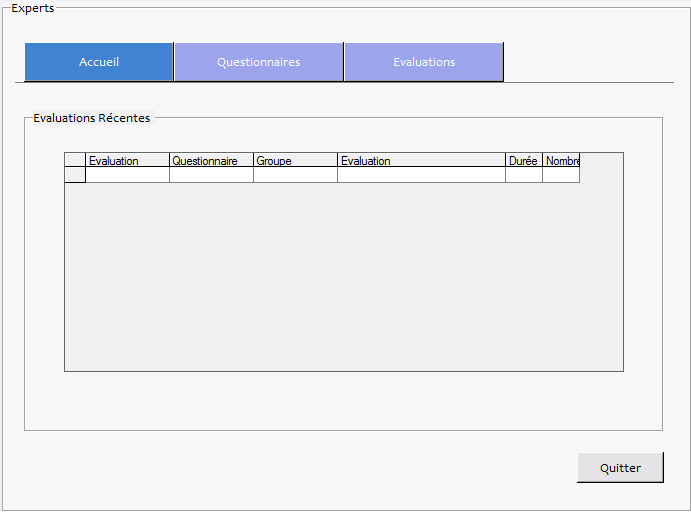 Experts
Accueil Questionnaires Evaluations
Evaluations Récentes
Evaluation Questionnaire Groupe Evaluation Durée Nombre
Quitter